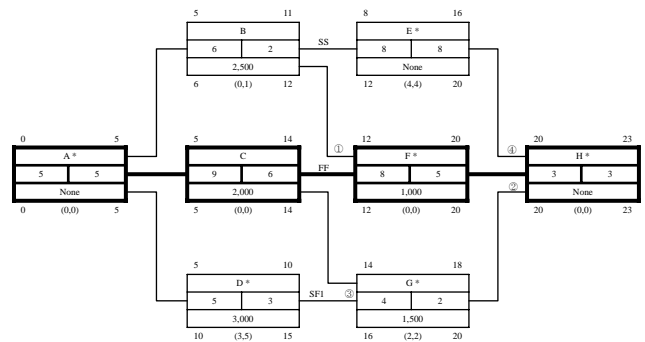 5 11
B
6 2
2,500
6 (0,1) 12
SS
8 16
E *
8 8
None
12 (4,4) 20
0 5
A *
5 5
None
0 (0,0) 5
5 14
C
9 6
2,000
5 (0,0) 14
①
FF
12 20
F *
8 5
1,000
12 (0,0) 20
④
②
20 23
H *
3 3
None
20 (0,0) 23
5 10
D *
5 3
3,000
10 (3,5) 15
SF1
③
14 18
G *
4 2
1,500
16 (2,2) 20